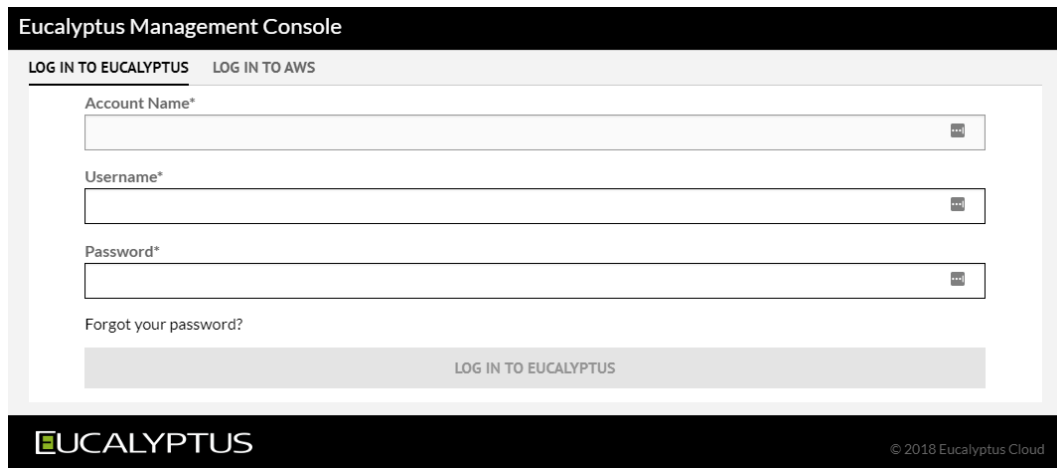 Eucalyptus Management Console
LOG IN TO EUCALYPTUS LOG IN TO AWS
Account Name*
Username*
Password*
Forgot your password?
LOG IN TO EUCALYPTUS
EUCALYPTUS
© 2018 Eucalyptus Cloud